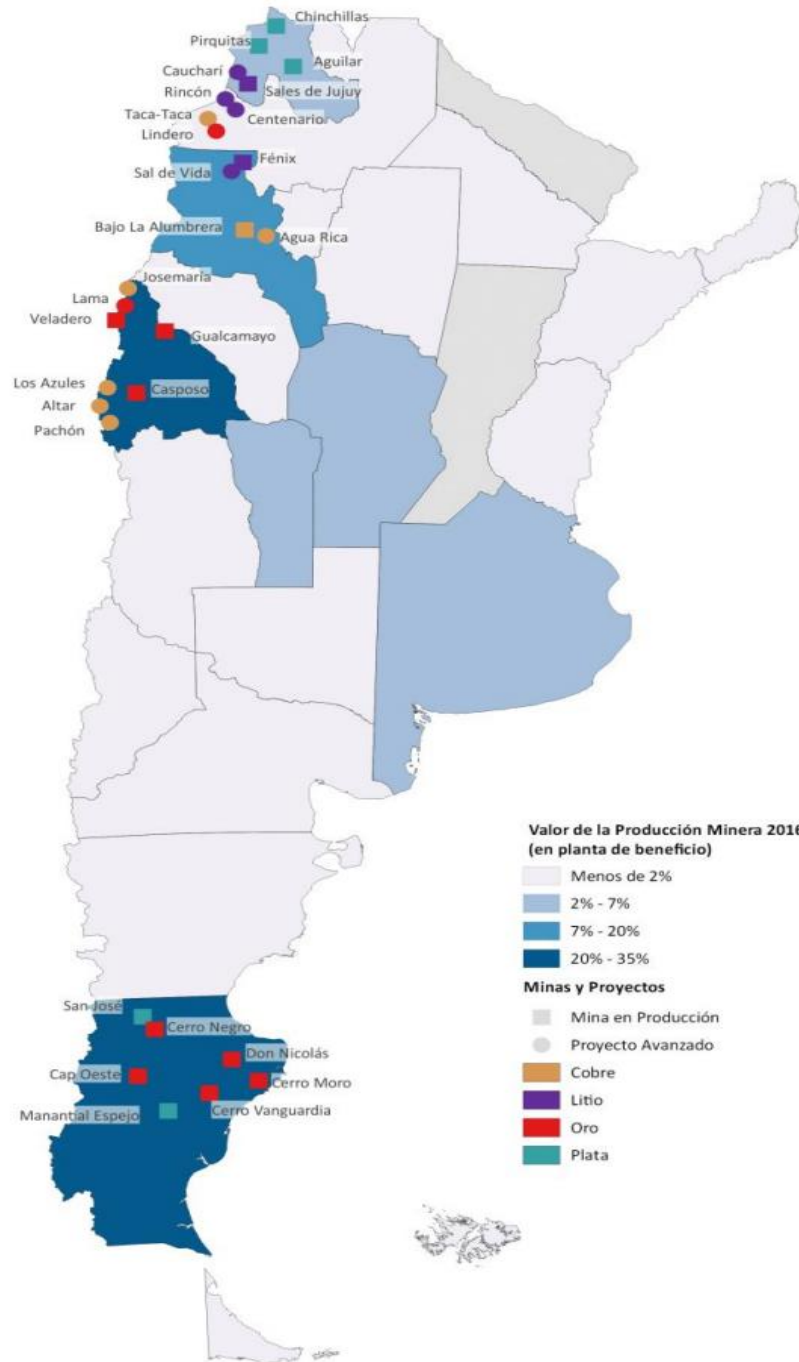 Chinchillas
Pirquitas
Aguilar
Caucharí
Sales de Jujuy
Rincón
Centenario
Taca-Taca
Lindero
Fénix
Sal de Vida
Bajo La Alumbrera
Agua Rica
Josemaría
Lama
Veladero
Gualcamayo
Los Azules
Casposo
Altar
Pachón
Valor de la Producción Minera 2016
(en planta de beneficio)
Menos de 2%
2% - 7%
7% - 20%
20% - 35%
Minas y Proyectos
Mina en Producción
Proyecto Avanzado
Cobre
Litio
Oro
Plata
San José
Cerro Negro
Don Nicolás
Cap Oeste
Cerro Moro
Manantial Espejo
Cerro Vanguardia